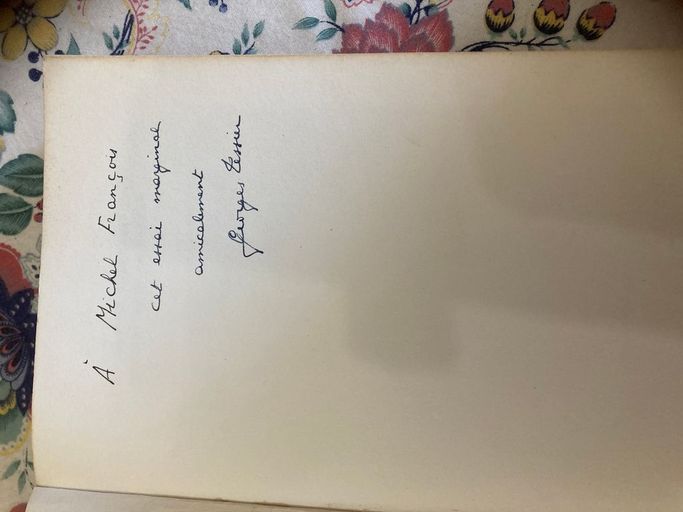 À Michel François
cet essai marginal
amicalement
Georges Tessier